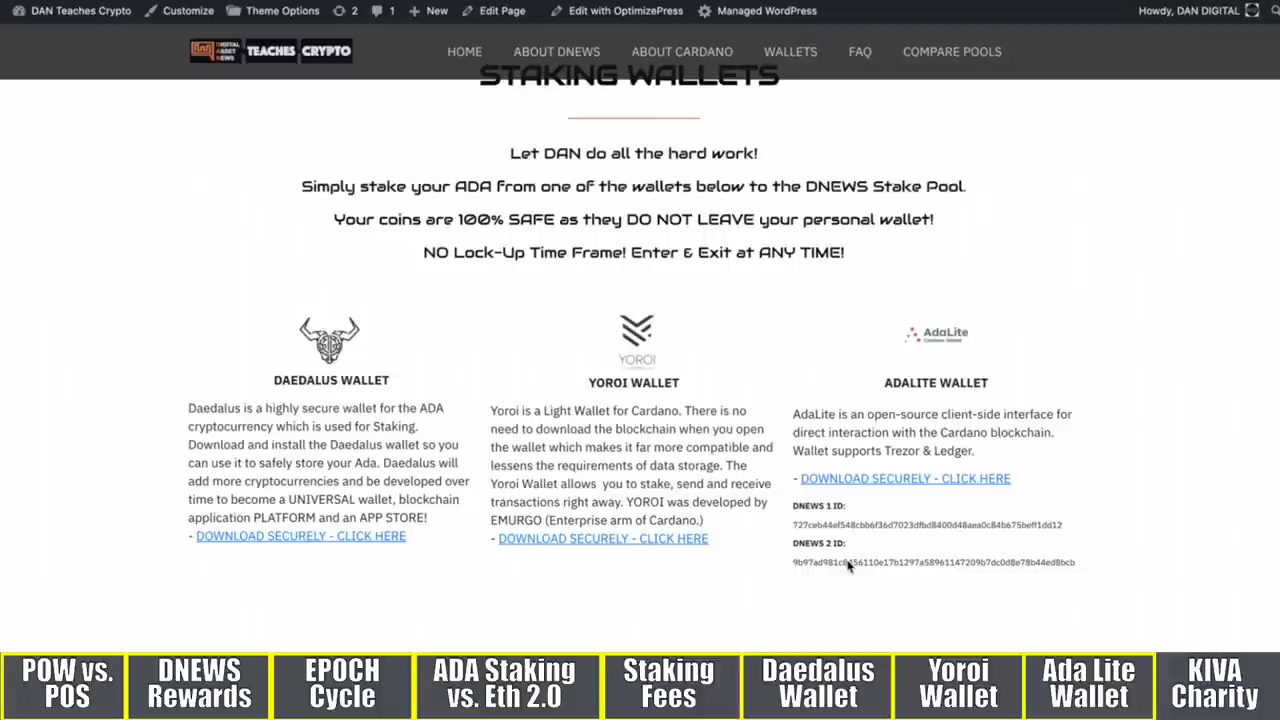 DAN Teaches Crypto Customize Theme Options 2 1 New Edit Page Edit with OptimizePress Managed WordPress Howdy, DAN DIGITAL
DIGITAL ASSET NEWS TEACHES CRYPTO HOME ABOUT DNEWS ABOUT CARDANO WALLETS FAQ COMPARE POOLS
STAKING WALLETS
Let DAN do all the hard work!
Simply stake your ADA from one of the wallets below to the DNEWS Stake Pool.
Your coins are 100% SAFE as they DO NOT LEAVE your personal wallet!
NO Lock-Up Time Frame! Enter & Exit at ANY TIME!
DAEDALUS WALLET
Daedalus is a highly secure wallet for the ADA
cryptocurrency which is used for Staking.
Download and install the Daedalus wallet so you
can use it to safely store your Ada. Daedalus will
add more cryptocurrencies and be developed over
time to become a UNIVERSAL wallet, blockchain
application PLATFORM and an APP STORE!
- DOWNLOAD SECURELY - CLICK HERE
YOROI
YOROI WALLET
Yoroi is a Light Wallet for Cardano. There is no
need to download the blockchain when you open
the wallet which makes it far more compatible and
lessens the requirements of data storage. The
Yoroi Wallet allows you to stake, send and receive
transactions right away. YOROI was developed by
EMURGO (Enterprise arm of Cardano.)
- DOWNLOAD SECURELY - CLICK HERE
AdaLite
ADALITE WALLET
AdaLite is an open-source client-side interface for
direct interaction with the Cardano blockchain.
Wallet supports Trezor & Ledger.
- DOWNLOAD SECURELY - CLICK HERE
DNEWS 1 ID:
727ceb44ef548cbb6f36d7023dfbd8400d48aea0c84b675beff1dd12
DNEWS 2 ID:
POW vs. POS
DNEWS Rewards
EPOCH Cycle
ADA Staking vs. Eth 2.0
Staking Fees
Daedalus Wallet
Yoroi Wallet
Ada Lite Wallet
KIVA Charity